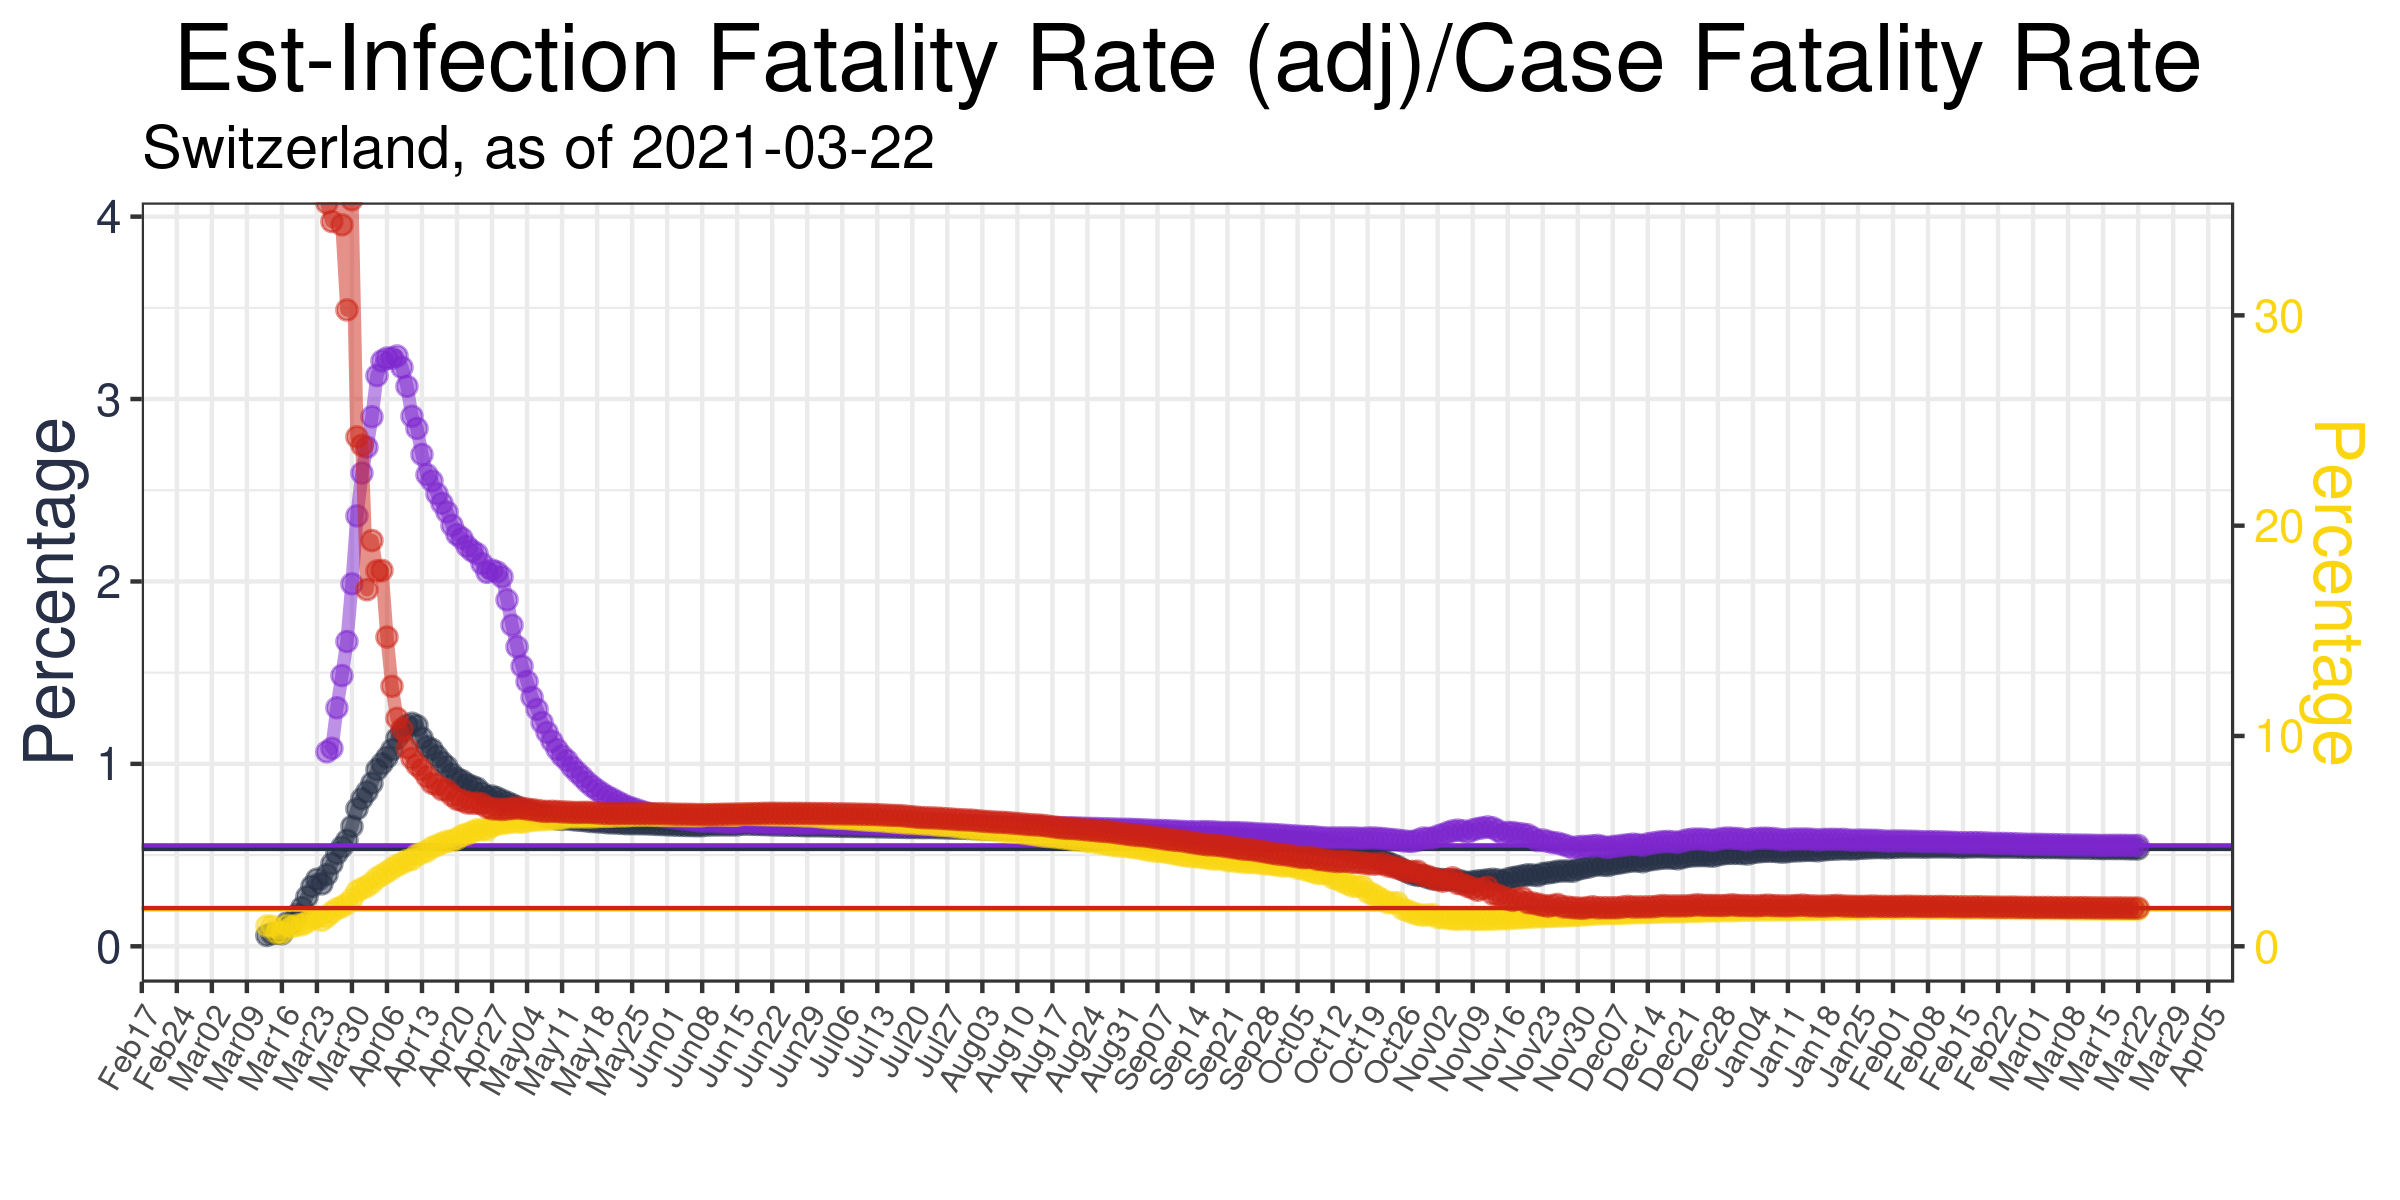 Est-Infection Fatality Rate (adj)/Case Fatality Rate
Switzerland, as of 2021-03-22
Percentage
4
3
2
1
0
30
20
10
0
Percentage
Feb17
Feb24
Mar02
Mar09
Mar16
Mar23
Mar30
Apr06
Apr13
Apr20
Apr27
May04
May11
May18
May25
Jun01
Jun08
Jun15
Jun22
Jun29
Jul06
Jul13
Jul20
Jul27
Aug03
Aug10
Aug17
Aug24
Aug31
Sep07
Sep14
Sep21
Sep28
Oct05
Oct12
Oct19
Oct26
Nov02
Nov09
Nov16
Nov23
Nov30
Dec07
Dec14
Dec21
Dec28
Jan04
Jan11
Jan18
Jan25
Feb01
Feb08
Feb15
Feb22
Mar01
Mar08
Mar15
Mar22
Mar29
Apr05